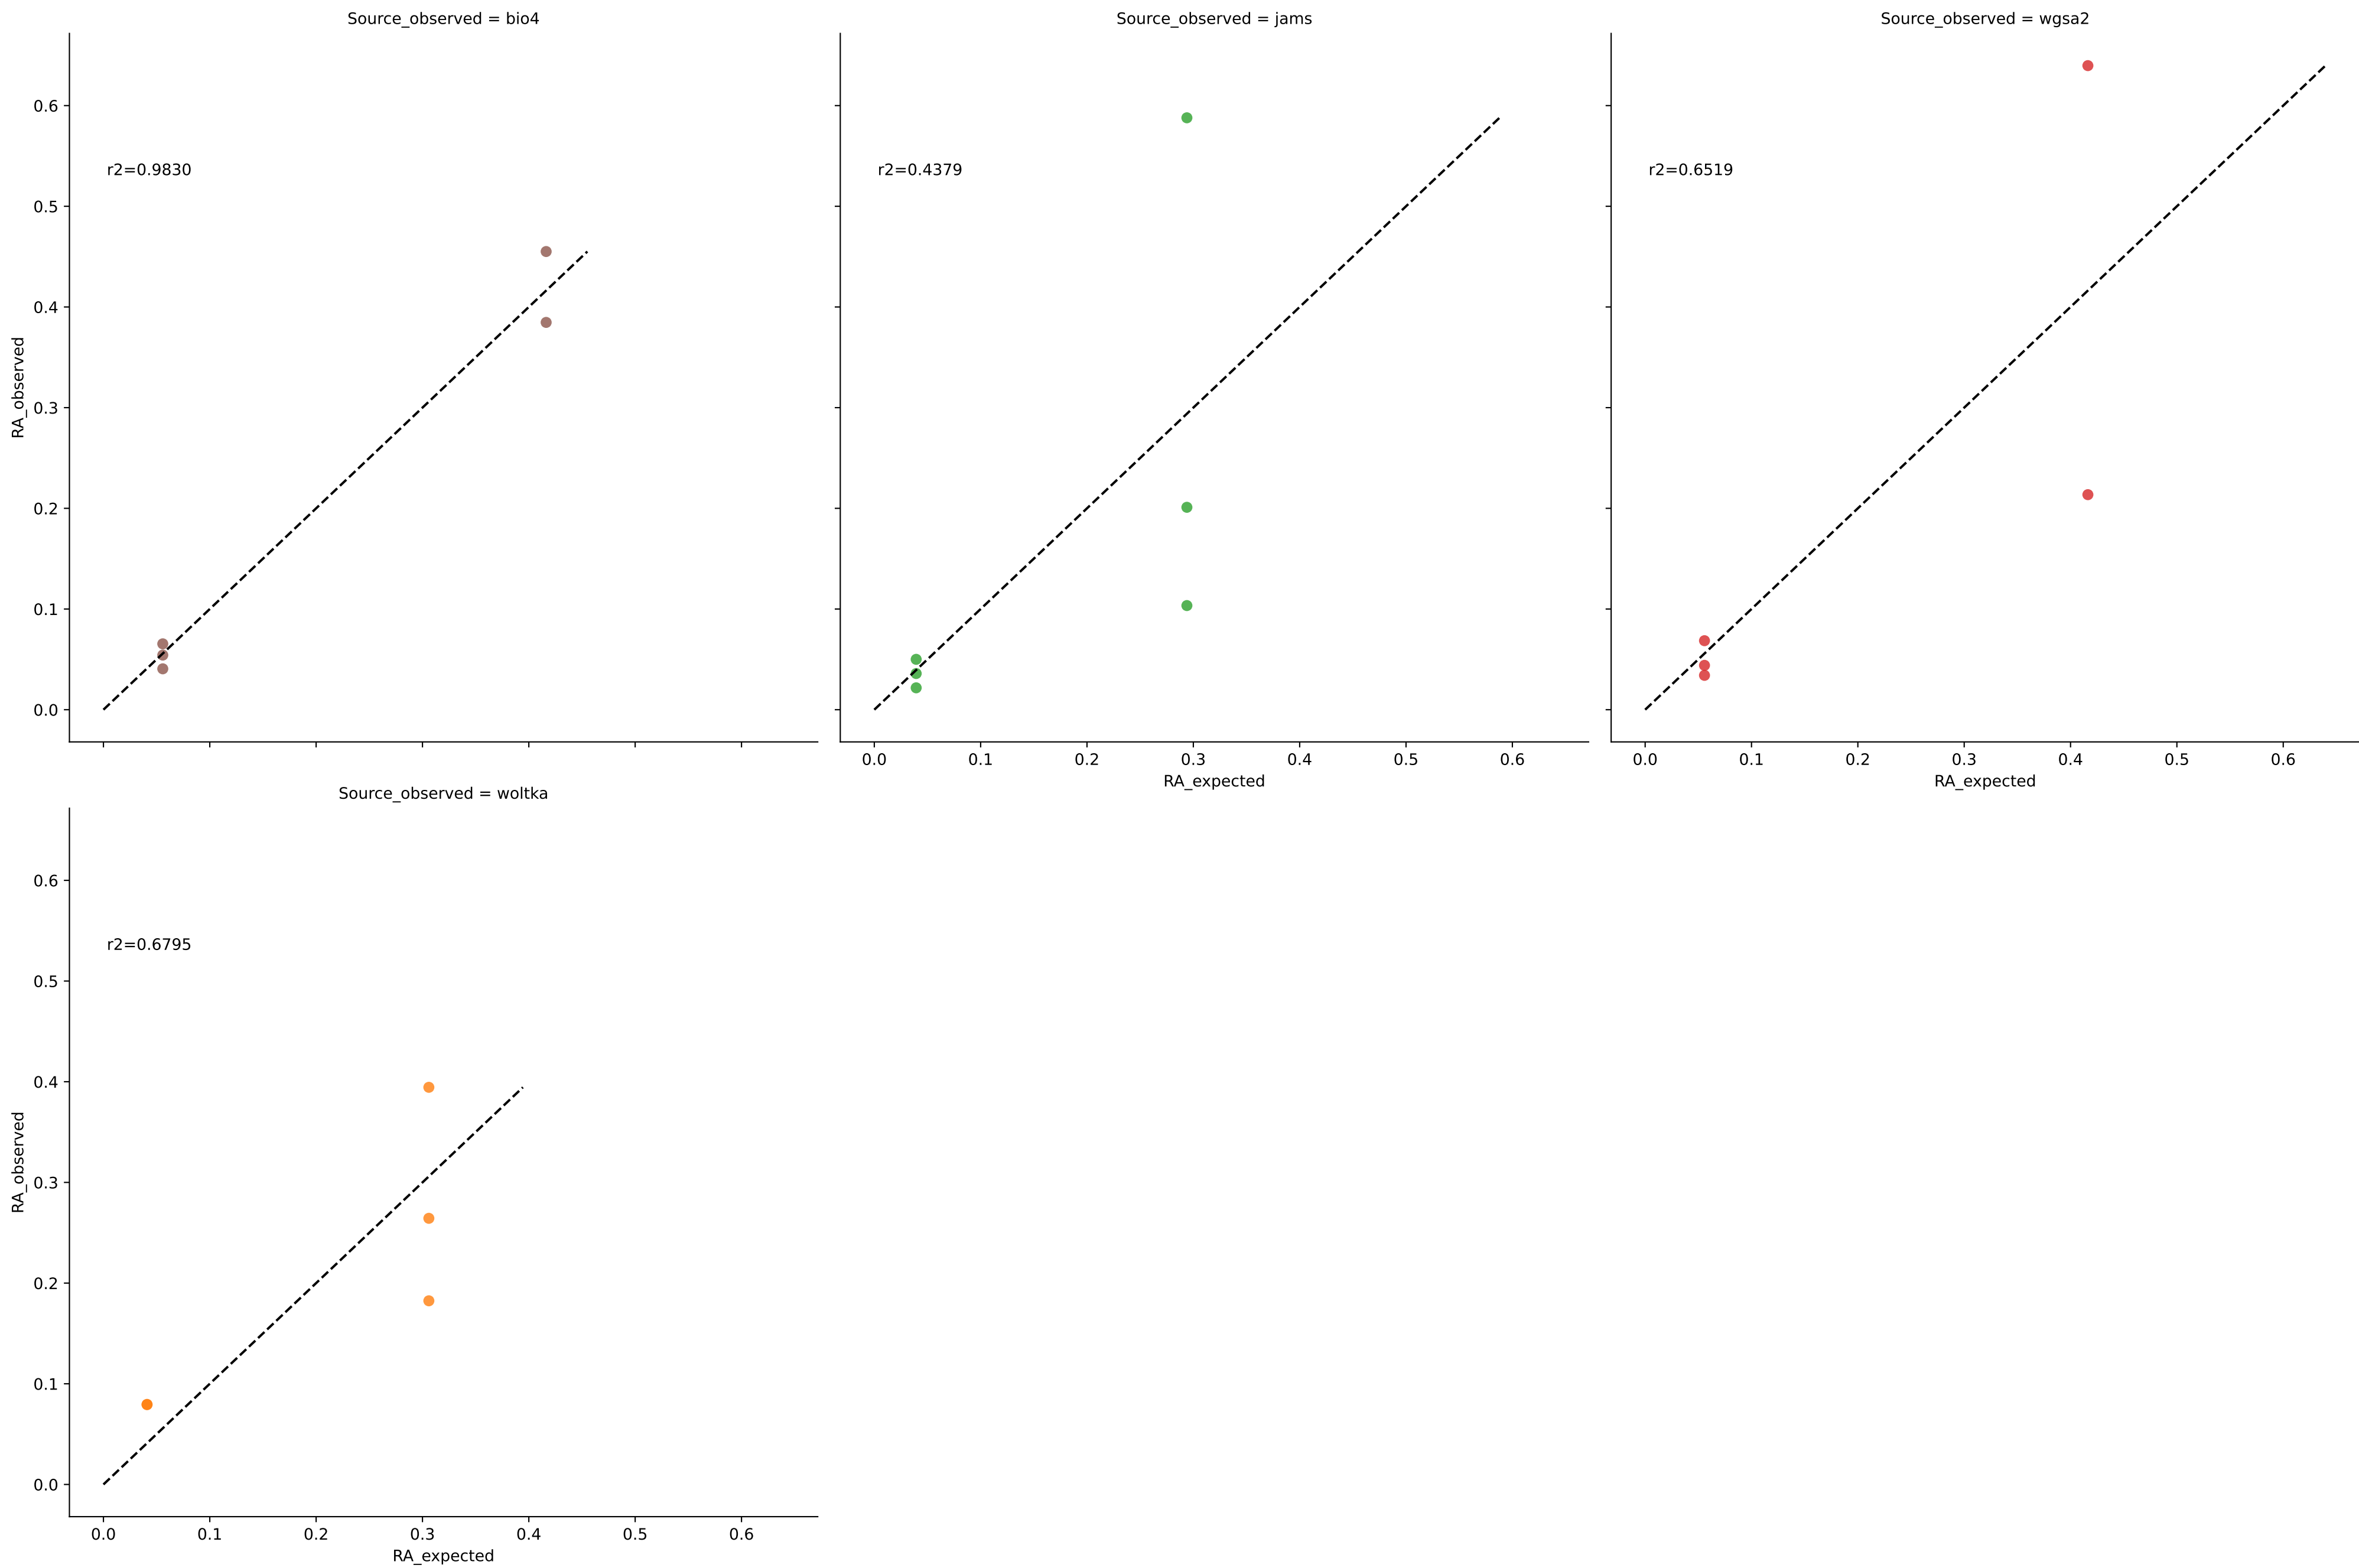 Source_observed = bio4
Source_observed = jams
Source_observed = wgsa2
0.6
r2=0.9830
r2=0.4379
r2=0.6519
0.5
0.4
RA_observed
0.3
0.2
0.1
0.0
0.0 0.1 0.2 0.3 0.4 0.5 0.6
RA_expected
0.0 0.1 0.2 0.3 0.4 0.5 0.6
RA_expected
Source_observed = woltka
0.6
r2=0.6795
0.5
0.4
RA_observed
0.3
0.2
0.1
0.0
0.0 0.1 0.2 0.3 0.4 0.5 0.6
RA_expected